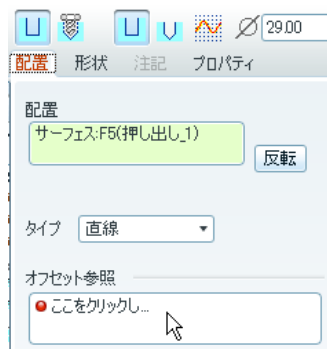 29.00
配置 形状 注記 プロパティ
配置
サーフェス:F5(押し出し_1)
反転
タイプ 直線
オフセット参照
ここをクリックし...